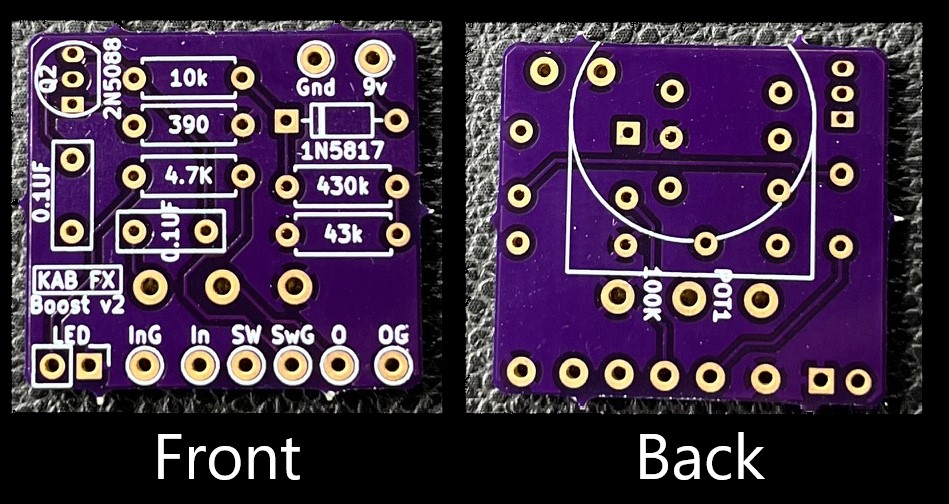 Q2
2N5088
10k
Gnd
9v
390
1N5817
0.1UF
4.7K
430k
0.1UF
43k
KAB FX
Boost v2
LED
InG
In
SW
SwG
O
OG
100K
POT1
Front
Back